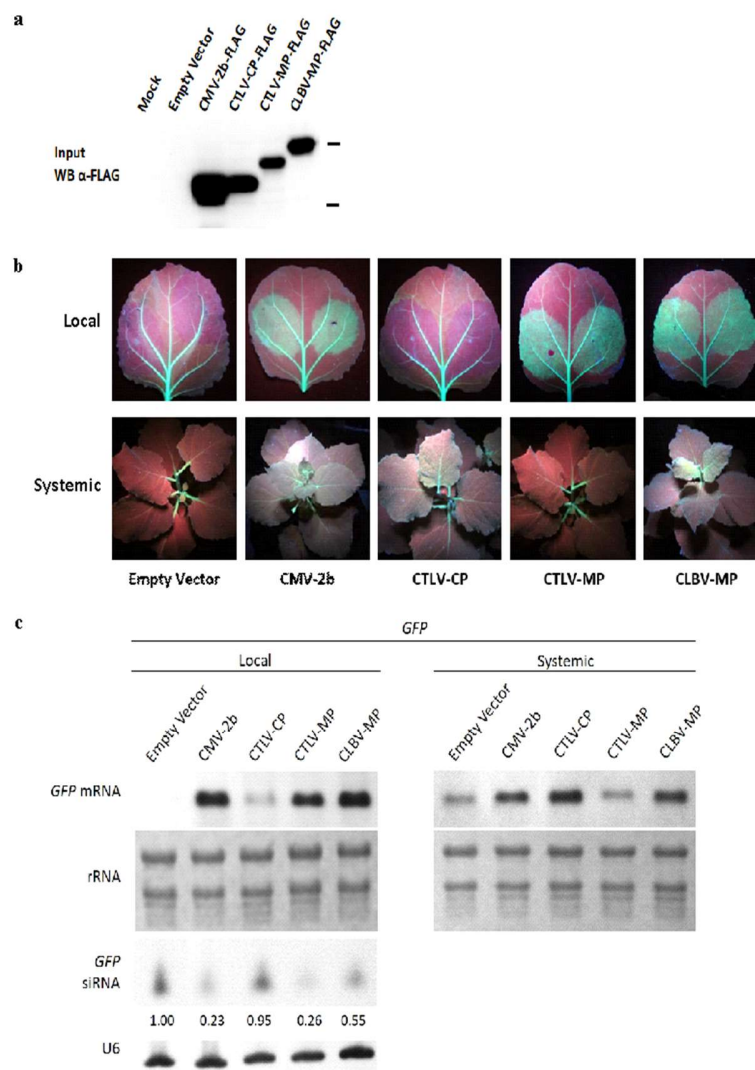 a
Mock
Empty Vector
CMV-2b-FLAG
CTLV-CP-FLAG
CTLV-MP-FLAG
CLBV-MP-FLAG
Input
WB α-FLAG
b
Local
Systemic
Empty Vector
CMV-2b
CTLV-CP
CTLV-MP
CLBV-MP
c
GFP
Local
Systemic
Empty Vector
CMV-2b
CTLV-CP
CTLV-MP
CLBV-MP
Empty Vector
CMV-2b
CTLV-CP
CTLV-MP
CLBV-MP
GFP mRNA
rRNA
GFP
siRNA
1.00 0.23 0.95 0.26 0.55
U6